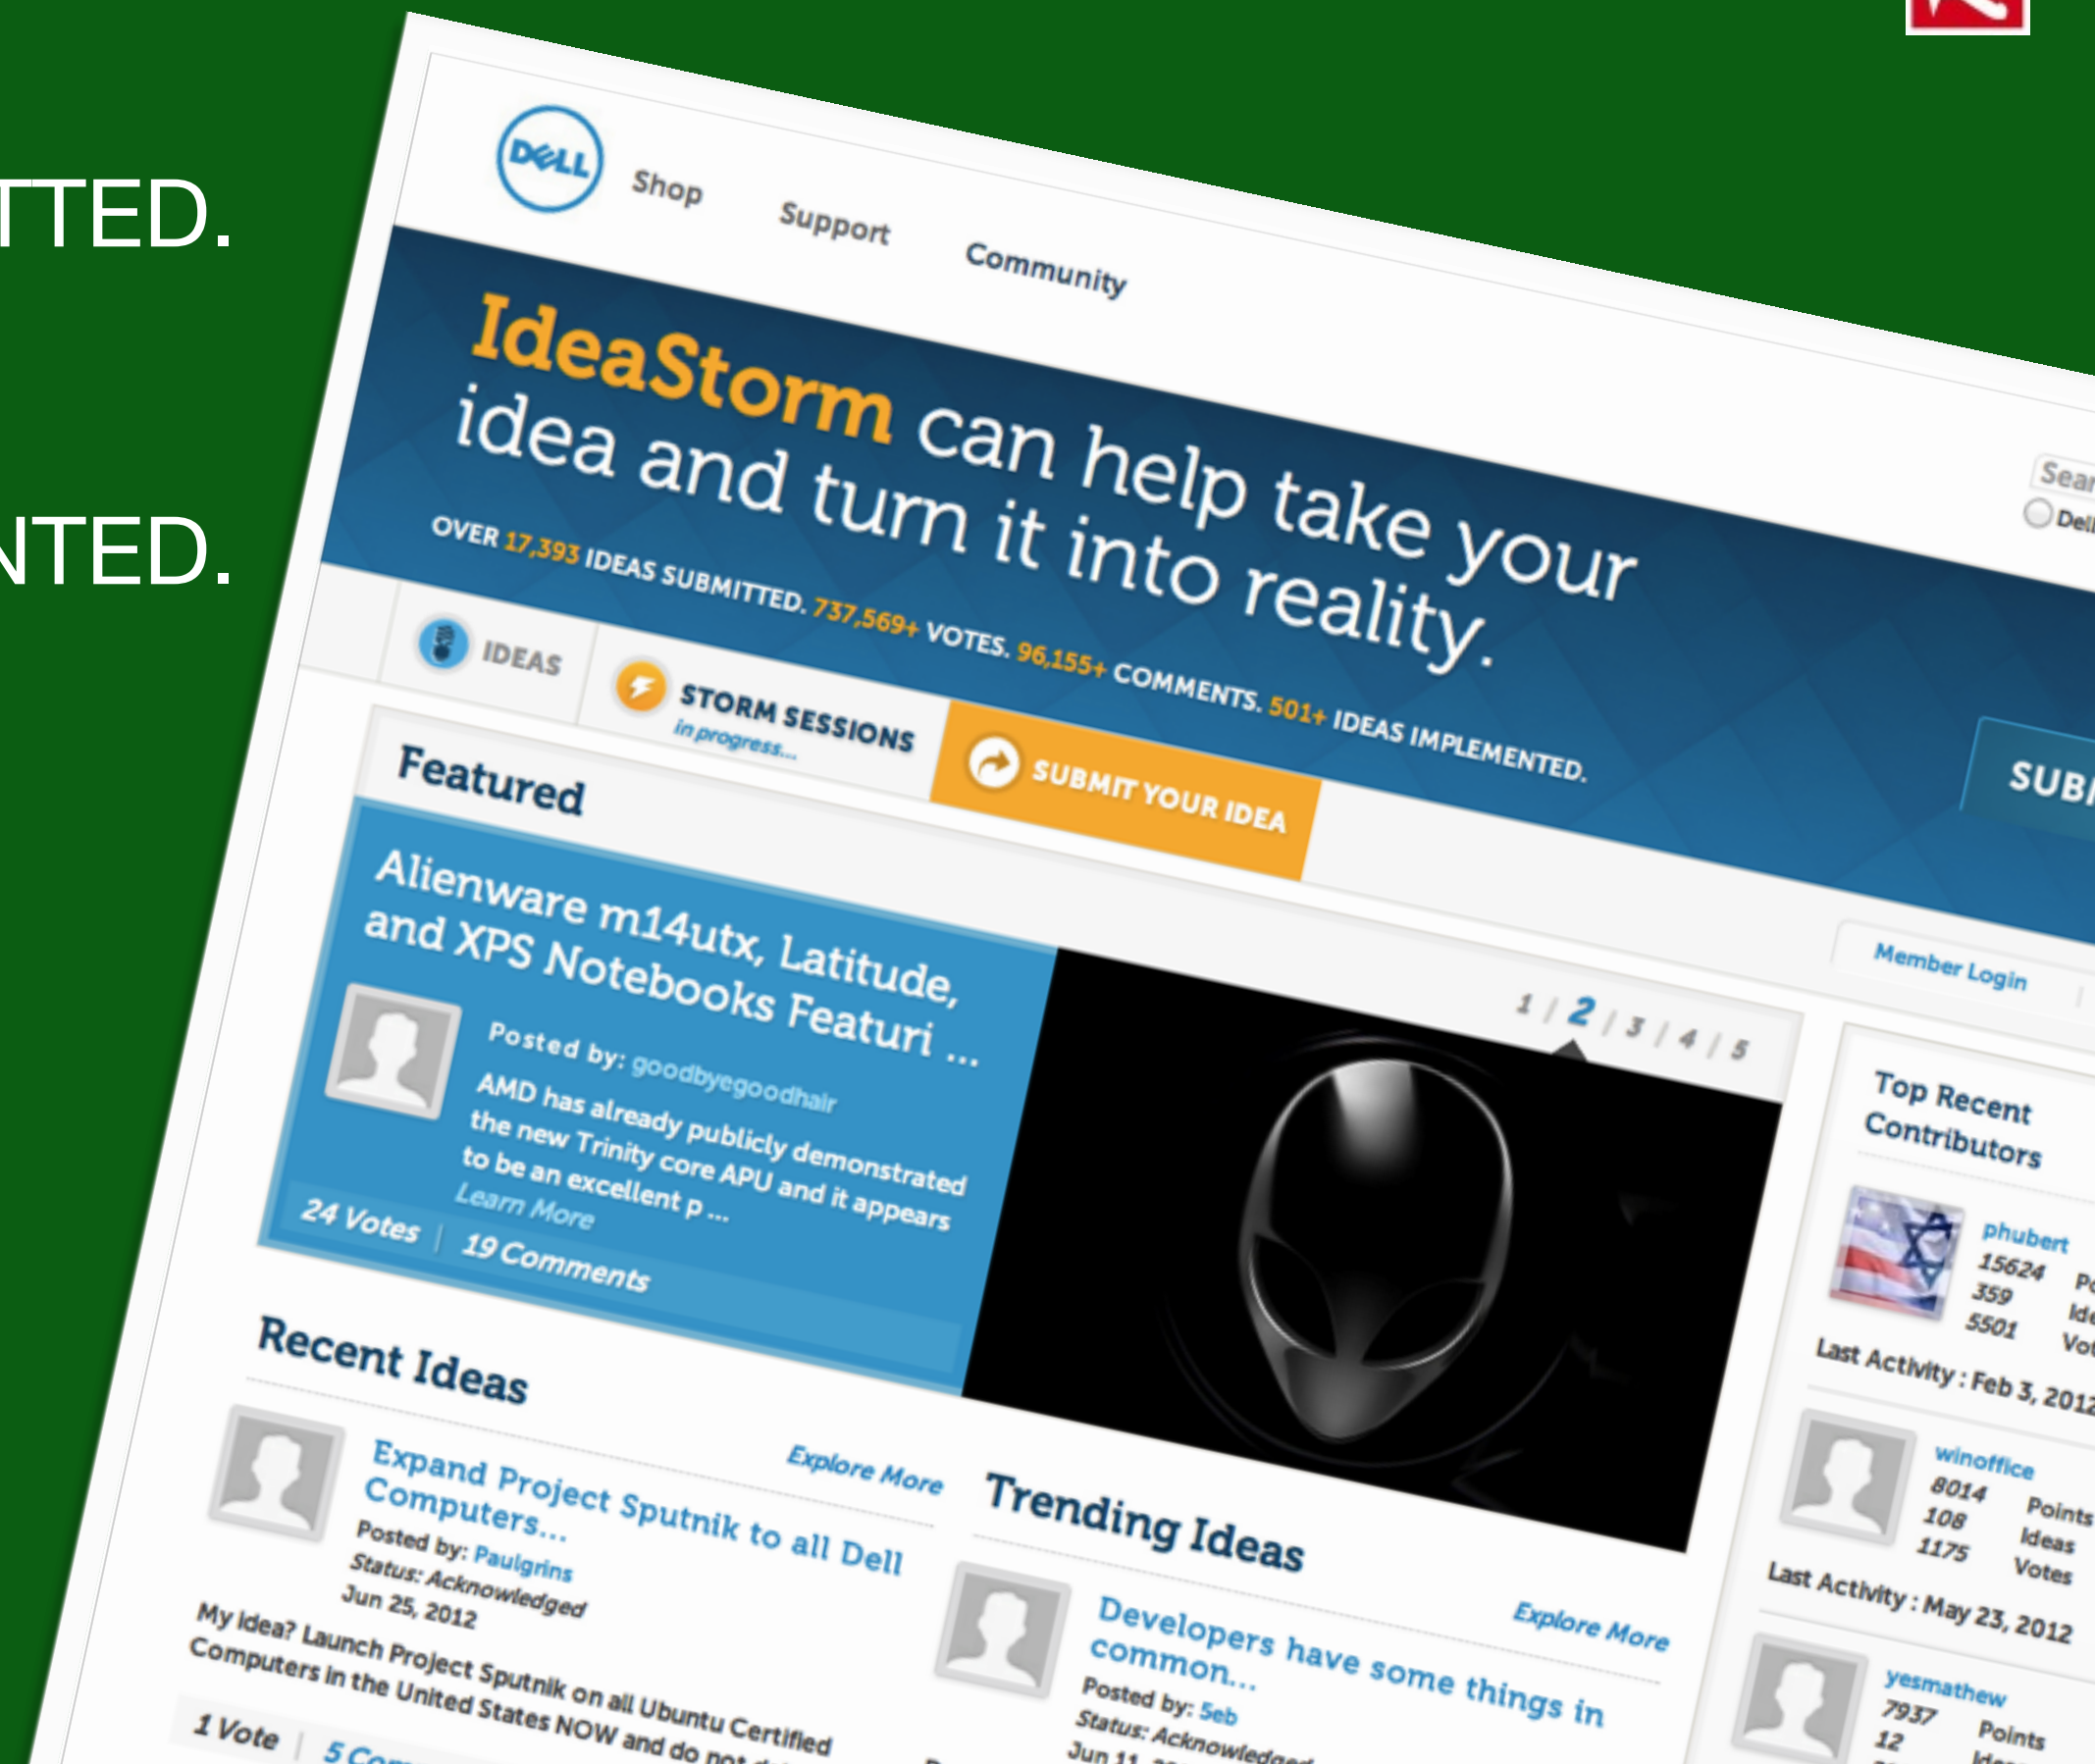 TTED.
NTED.
DELL
Shop
Support
Community
IdeaStorm can help take your
idea and turn it into reality.
OVER 17,393 IDEAS SUBMITTED. 737,569+ VOTES. 96,155+ COMMENTS. 501+ IDEAS IMPLEMENTED.
IDEAS
STORM SESSIONS
in progress...
SUBMIT YOUR IDEA
Member Login
Featured
1 / 2 / 3 / 4 / 5
Alienware m14utx, Latitude,
and XPS Notebooks Featuri ...
Posted by: goodbyegoodhair
AMD has already publicly demonstrated
the new Trinity core APU and it appears
to be an excellent p ...
Learn More
24 Votes | 19 Comments
Recent Ideas
Explore More
Expand Project Sputnik to all Dell
Computers...
Posted by: Paulgrins
Status: Acknowledged
Jun 25, 2012
My idea? Launch Project Sputnik on all Ubuntu Certified
Computers in the United States NOW and do not
1 Vote | 5
Trending Ideas
Explore More
Developers have some things in
common...
Posted by: 5eb
Status: Acknowledged
Jun 11,
Top Recent
Contributors
phubert
15624
359
5501
Last Activity : Feb 3, 2012
winoffice
8014 Points
108 Ideas
1175 Votes
Last Activity : May 23, 2012
yesmathew
7937 Points
12